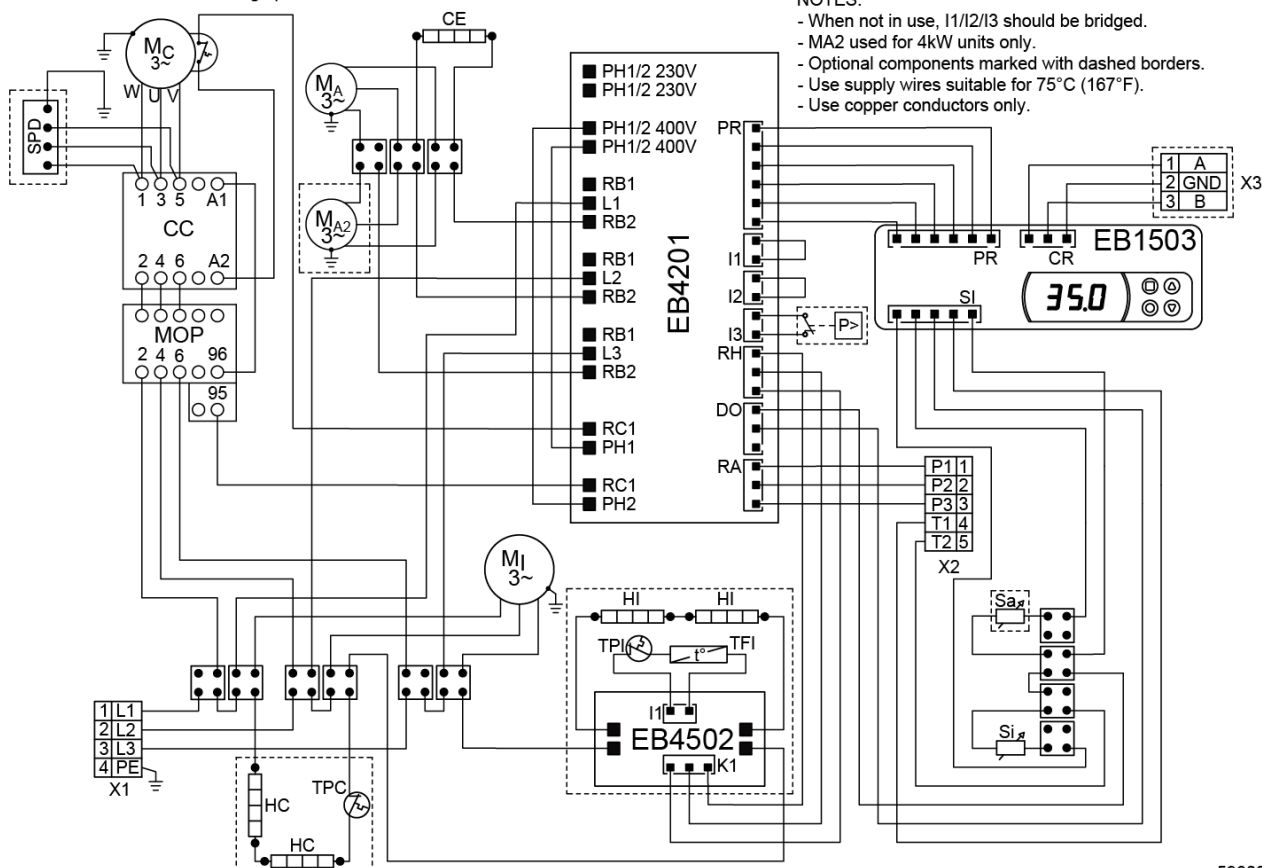 NOTES:
- When not in use, I1/I2/I3 should be bridged.
- MA2 used for 4kW units only.
- Optional components marked with dashed borders.
- Use supply wires suitable for 75°C (167°F).
- Use copper conductors only.
CE
MC
3~
W U V
SPD
1 3 5 A1
CC
2 4 6 A2
MOP
2 4 6 96
95
MA
3~
MA2
3~
EB4201
PH1/2 230V
PH1/2 230V
PH1/2 400V
PH1/2 400V
RB1
L1
RB2
RB1
L2
RB2
RB1
L3
RB2
RC1
PH1
RC1
PH2
PR
I1
I2
I3
RH
DO
RA
P>
1 A
2 GND
3 B
X3
EB1503
PR
CR
SI
35.0
P1 1
P2 2
P3 3
T1 4
T2 5
X2
Sa
Si
MI
3~
HI
HI
TPI
t°
TFI
I1
EB4502
K1
1 L1
2 L2
3 L3
4 PE
X1
HC
TPC
HC